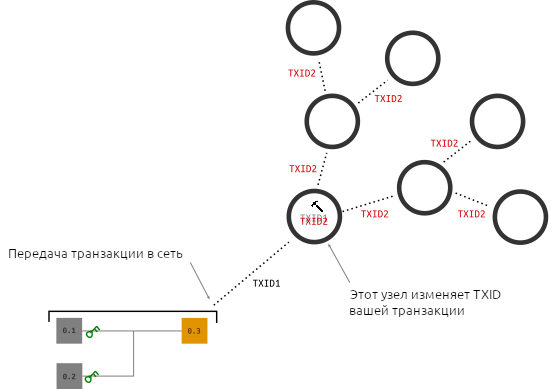 TXID2
TXID2
TXID2
TXID2
TXID1
TXID2
TXID2
TXID2
Передача транзакции в сеть
TXID1
Этот узел изменяет TXID
вашей транзакции
0.1
0.3
0.2